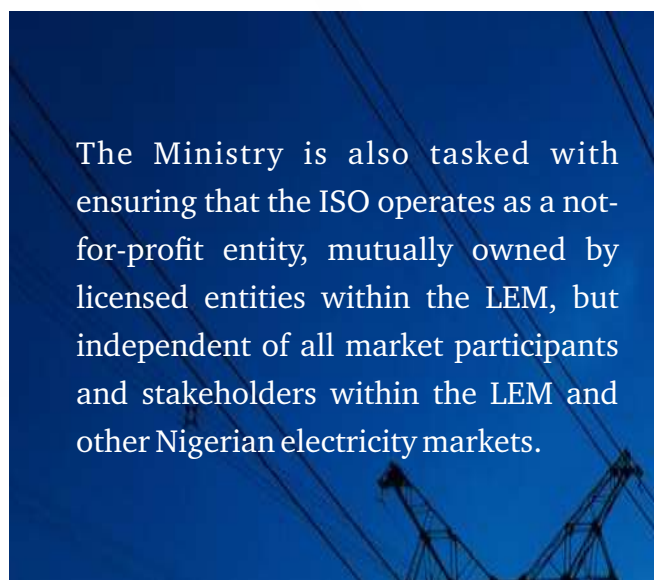 The Ministry is also tasked with
ensuring that the ISO operates as a not-
for-profit entity, mutually owned by
licensed entities within the LEM, but
independent of all market participants
and stakeholders within the LEM and
other Nigerian electricity markets.